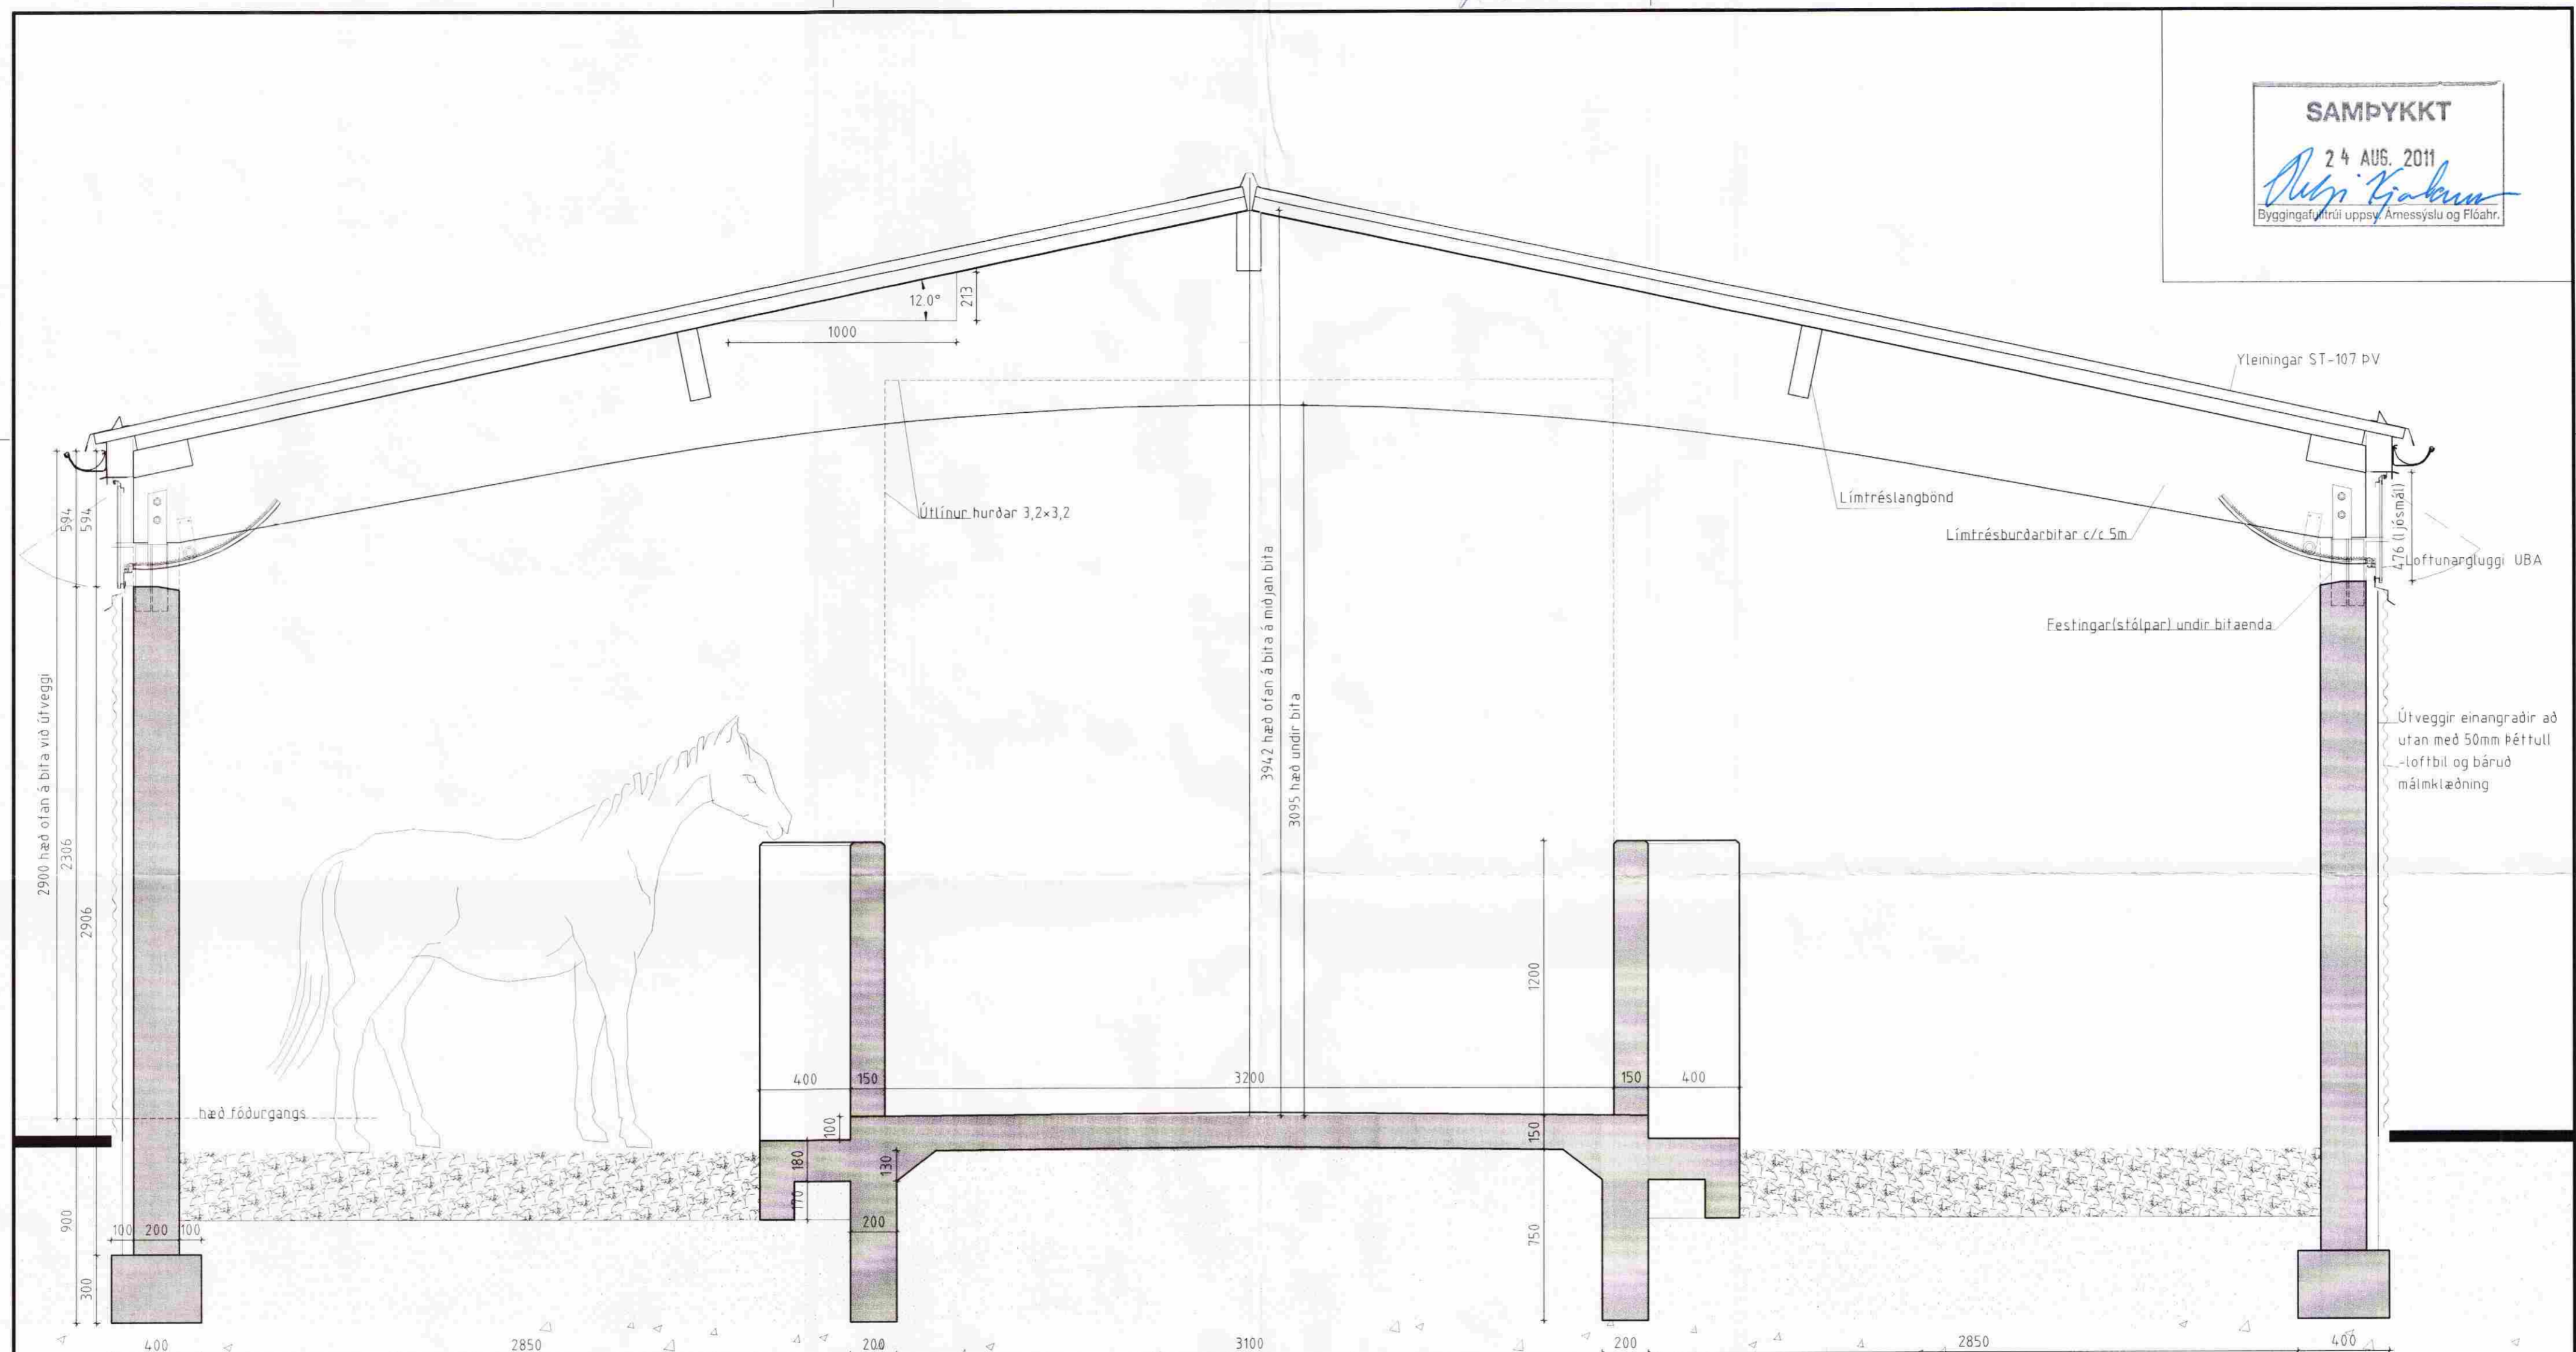 SAMÞYKKT
24 AUG. 2011
Byggingafulltrúi uppsv. Árnessýslu og Flóahr.
12.0°
213
1000
Yleiningar ST-107 ÞV
Límtréslangbönd
Límtrésburðarbitar c/c 5m
Útlínur hurðar 3,2×3,2
476 (ljósmál)
Loftunargluggi UBA
Festingar(stólpar) undir bitaenda
594
594
2900 hæð ofan á bita við útveggi
2306
2906
3942 hæð ofan á bita á miðjan bita
3095 hæð undir bita
Útveggir einangraðir að
utan með 50mm þéttull
-loftbil og báruð
málmklæðning
1200
400
150
3200
150
400
hæð fóðurgangs
100
180
130
170
150
750
900
300
100
200
100
200
400
2850
200
3100
200
2850
400